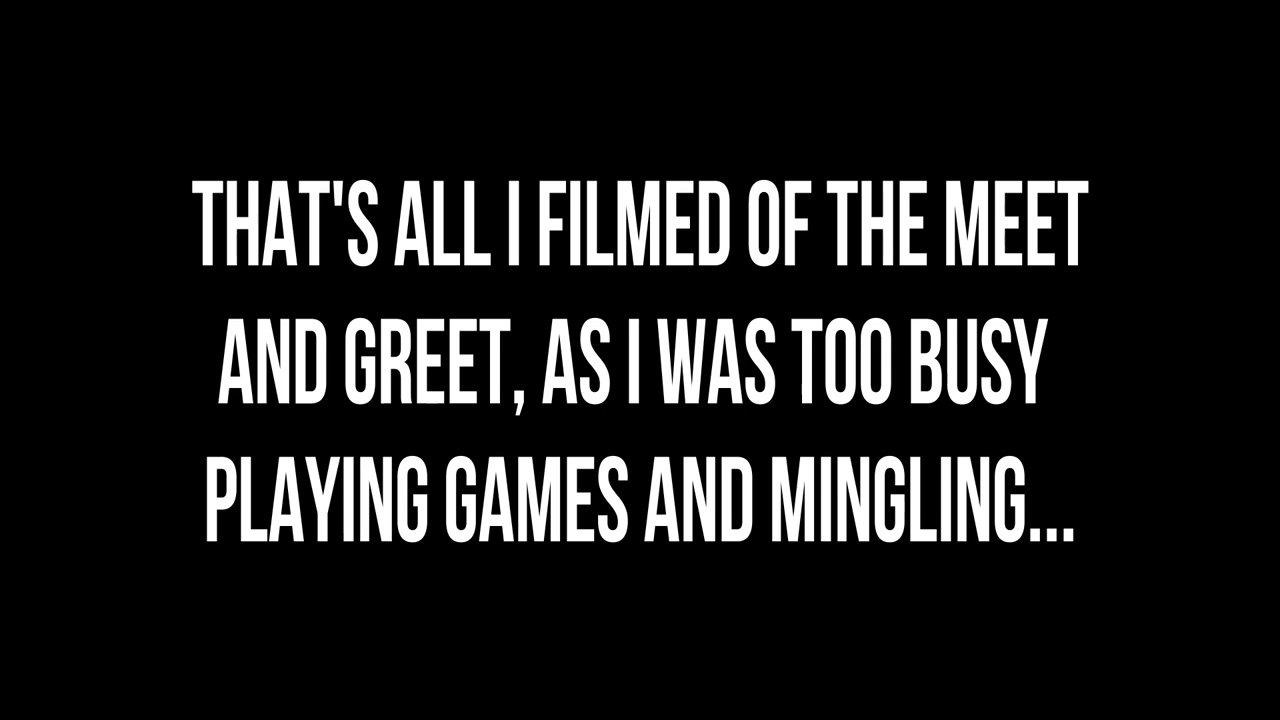 THAT'S ALL I FILMED OF THE MEET
AND GREET, AS I WAS TOO BUSY
PLAYING GAMES AND MINGLING...